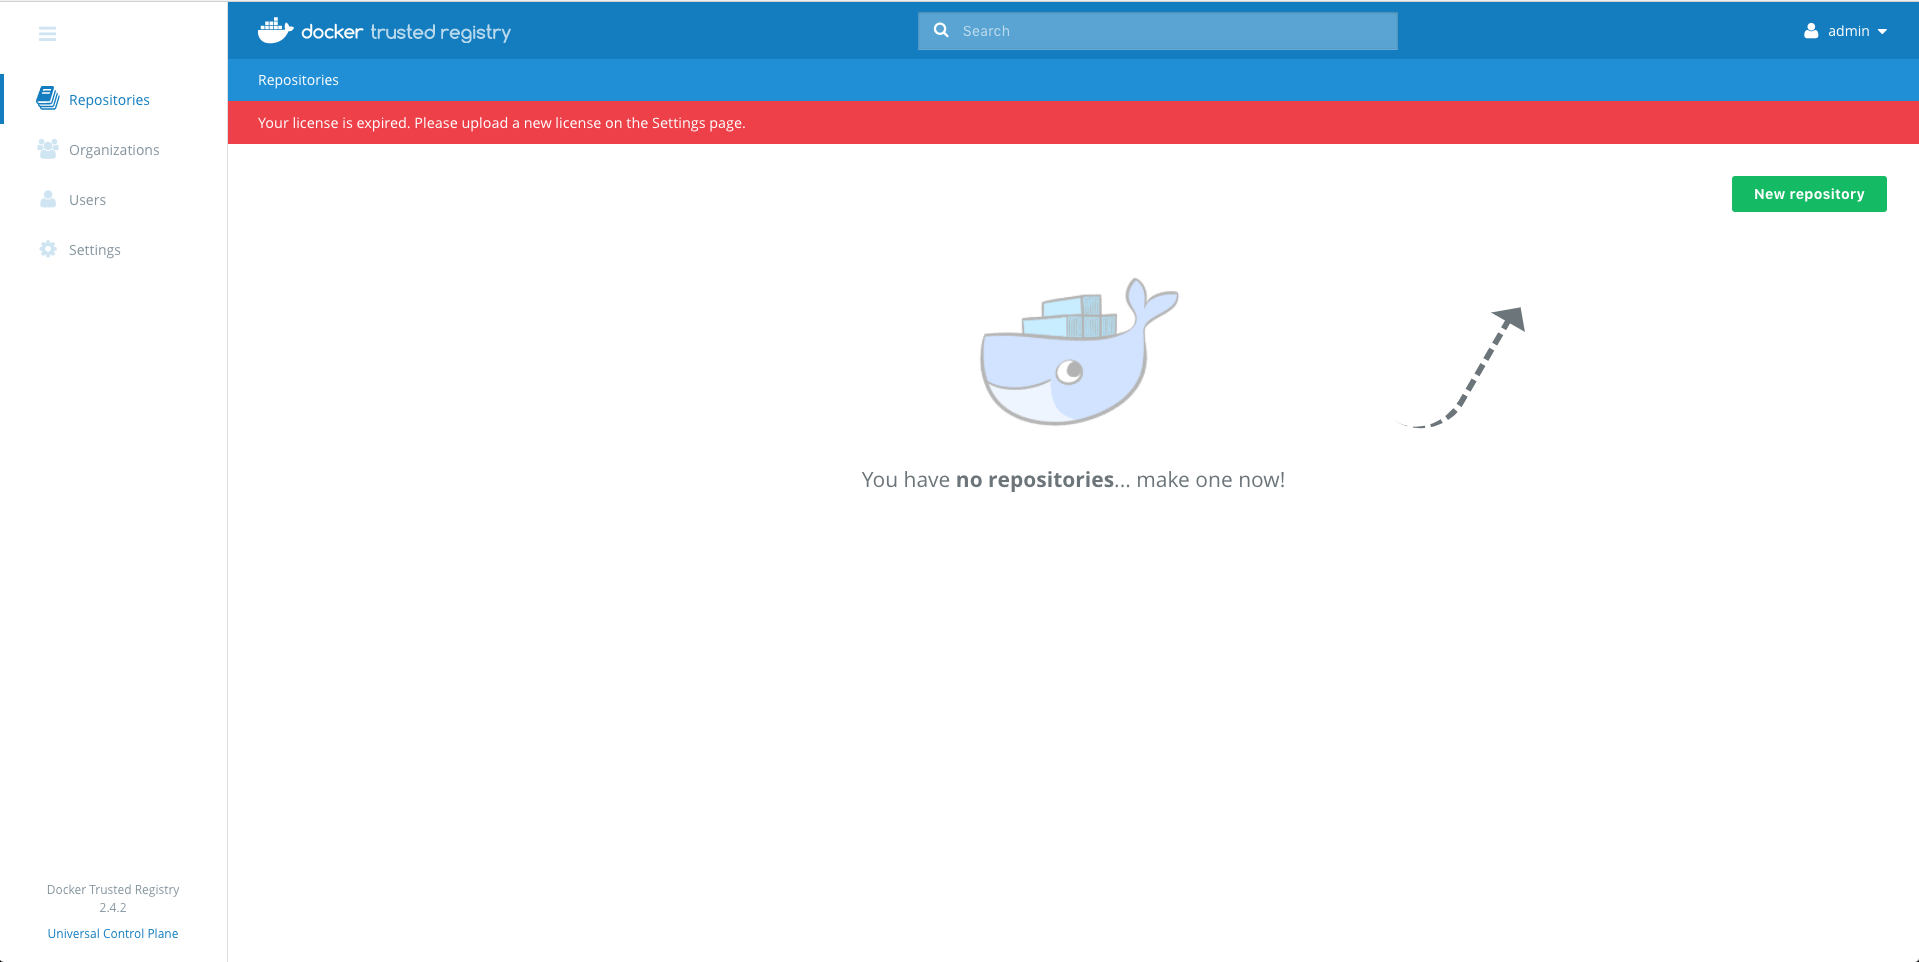 docker trusted registry
Search
admin
Repositories
Your license is expired. Please upload a new license on the Settings page.
Repositories
Organizations
Users
Settings
New repository
You have no repositories... make one now!
Docker Trusted Registry
2.4.2
Universal Control Plane